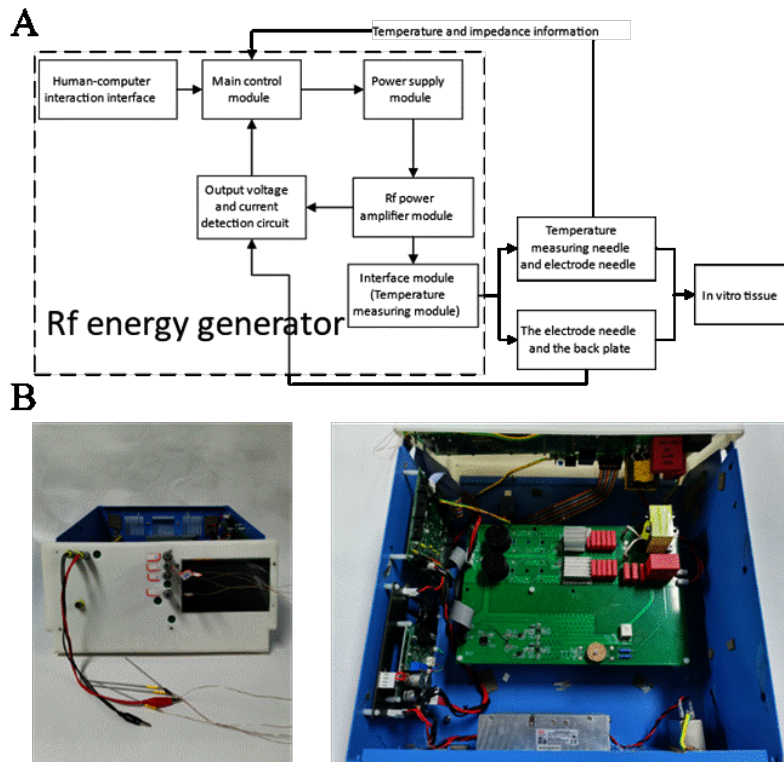 A
Temperature and impedance information
Human-computer
interaction interface
Main control
module
Power supply
module
Output voltage
and current
detection circuit
Rf power
amplifier module
Interface module
(Temperature
measuring module)
Temperature
measuring needle
and electrode needle
The electrode needle
and the back plate
In vitro tissue
Rf energy generator
B